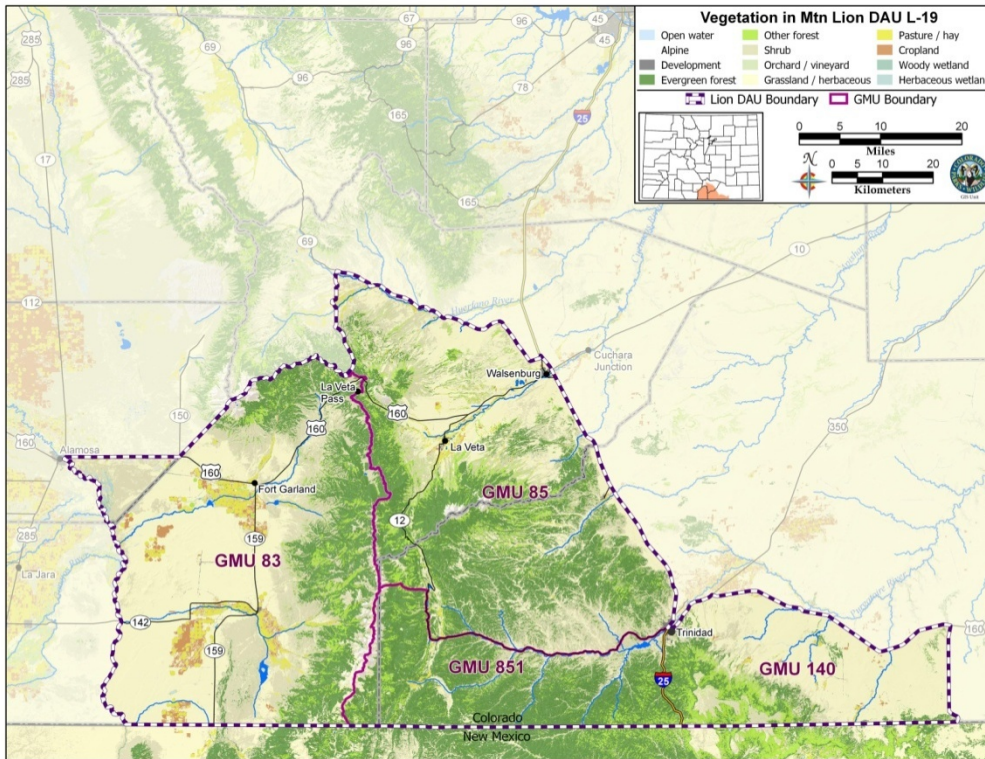 Vegetation in Mtn Lion DAU L-19
Open water
Alpine
Development
Evergreen forest
Other forest
Shrub
Orchard / vineyard
Grassland / herbaceous
Pasture / hay
Cropland
Woody wetland
Herbaceous wetlan
Lion DAU Boundary
GMU Boundary
0 5 10 20
Miles
N
0 5 10 20
Kilometers
285
69
67
45
96
96
285
165
78
25
17
165
165
69
10
Huerfano River
112
Cuchara
Junction
Walsenburg
La Veta
Pass
160
160
150
350
160
Alamosa
La Veta
160
Fort Garland
GMU 85
12
285
159
GMU 83
La Jara
142
Trinidad
160
159
GMU 851
GMU 140
25
Colorado
New Mexico